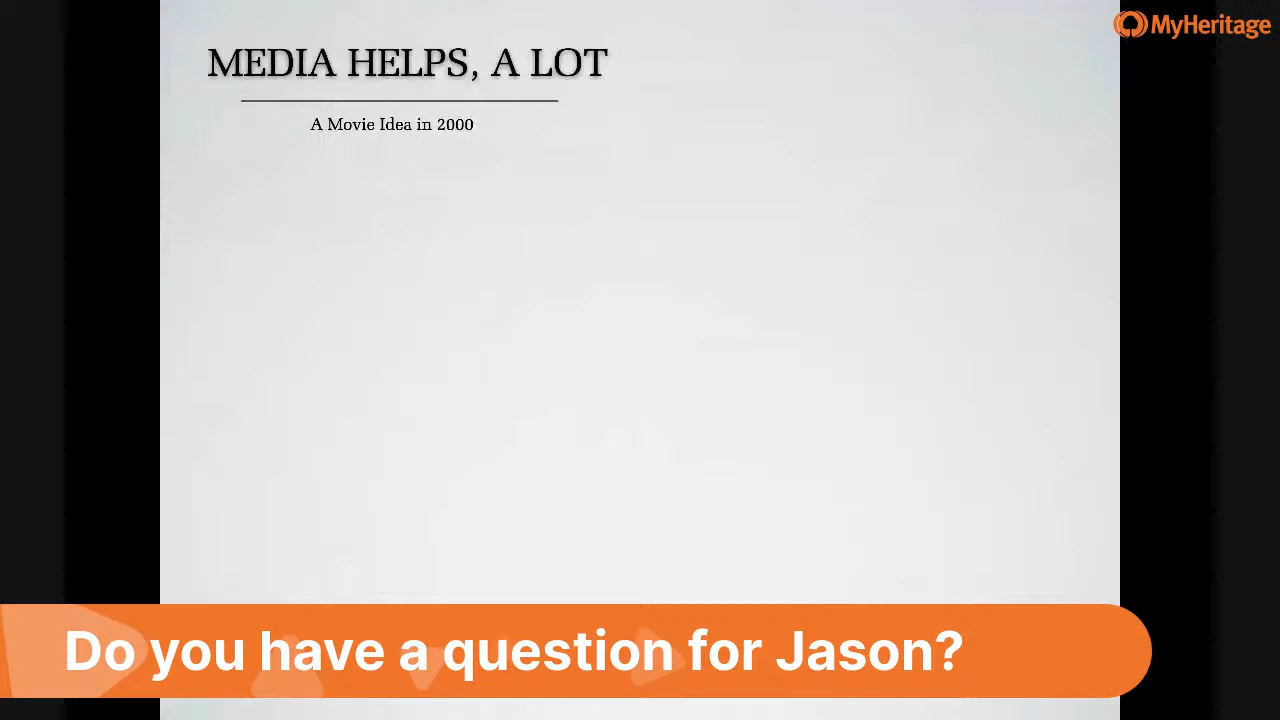 MyHeritage
MEDIA HELPS, A LOT
A Movie Idea in 2000
Do you have a question for Jason?